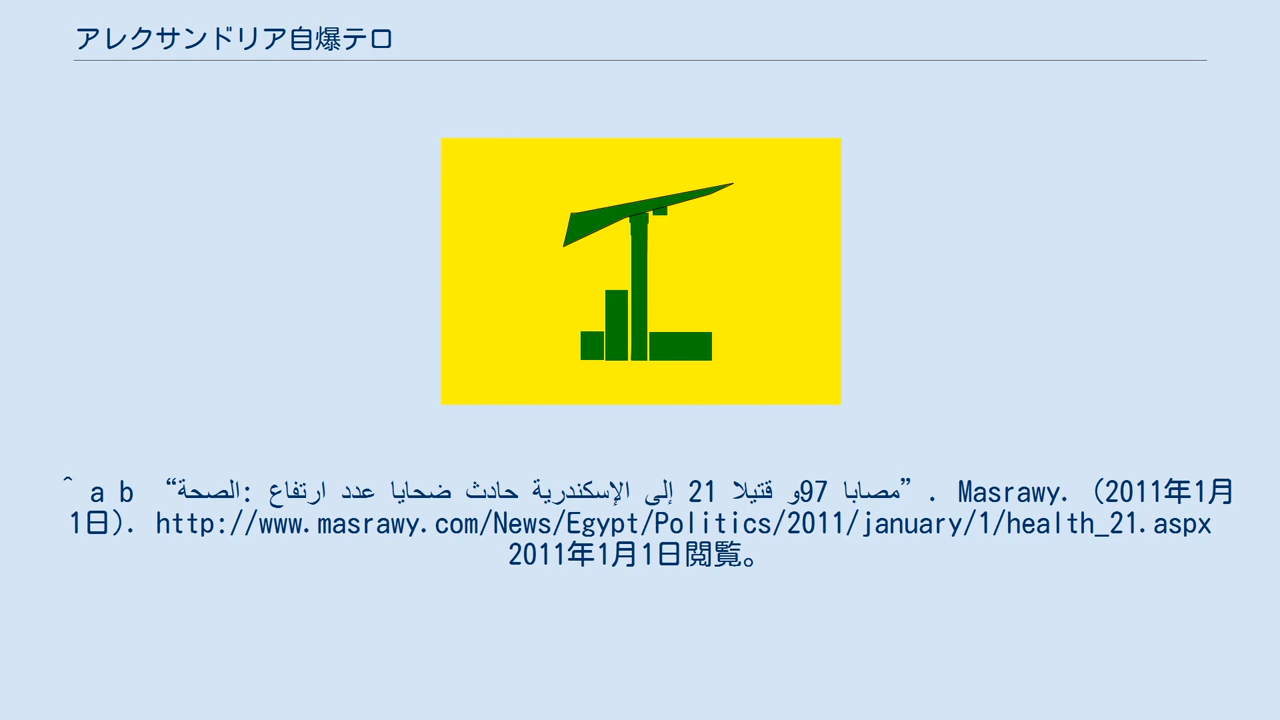 アレクサンドリア自爆テロ
^ a b “الصحة: ارتفاع عدد ضحايا حادث الإسكندرية إلى 21 قتيلا و97 مصابا”. Masrawy. (2011年1月
1日). http://www.masrawy.com/News/Egypt/Politics/2011/january/1/health_21.aspx
2011年1月1日閲覧。